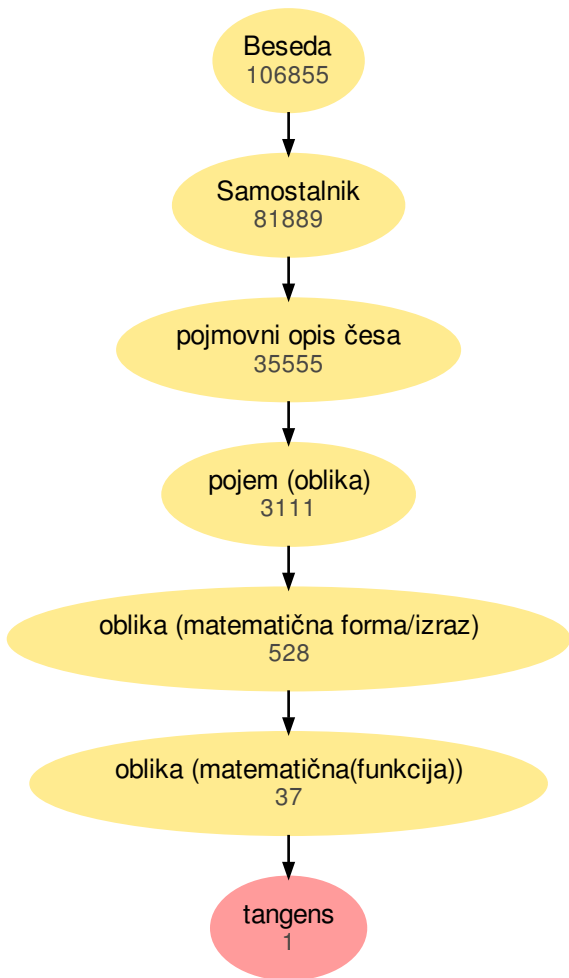 Beseda
106855
Samostalnik
81889
pojmovni opis česa
35555
pojem (oblika)
3111
oblika (matematična forma/izraz)
528
oblika (matematična(funkcija))
37
tangens
1